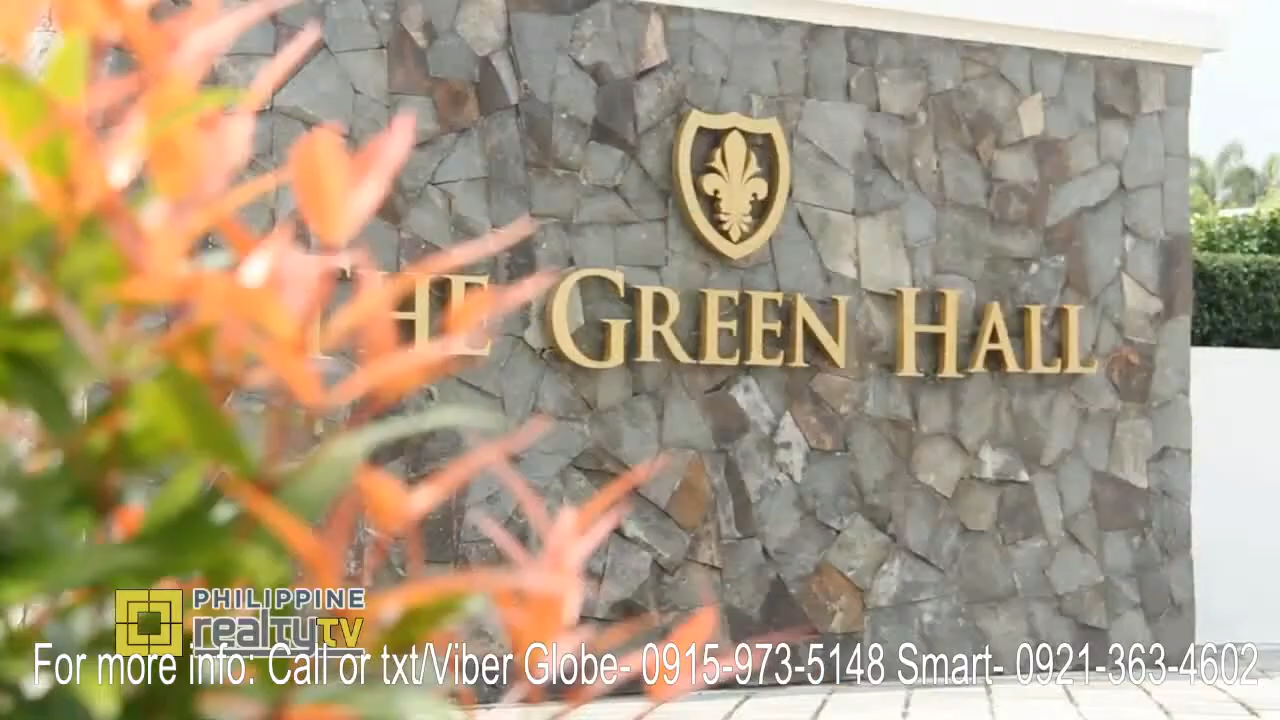 THE GREEN HALL
PHILIPPINE
realtyTV
For more info: Call or txt/Viber Globe- 0915-973-5148 Smart- 0921-363-4602